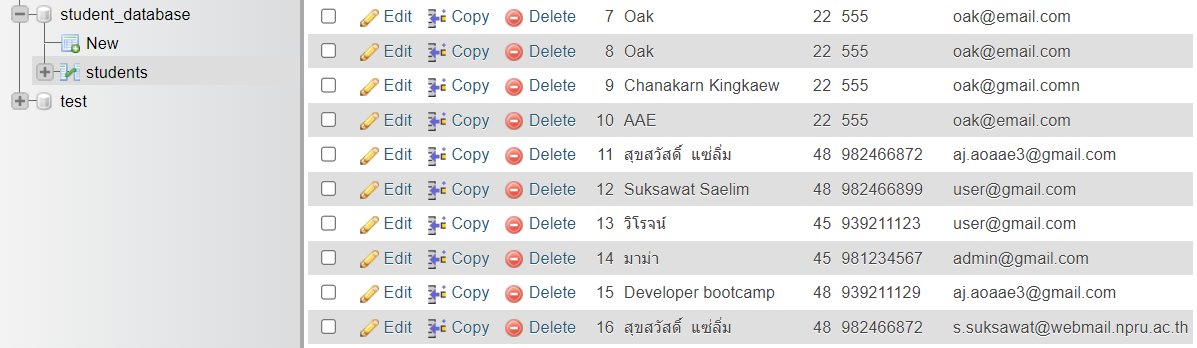 student_database
New
students
test
Edit Copy Delete 7 Oak 22 555 oak@email.com
Edit Copy Delete 8 Oak 22 555 oak@email.com
Edit Copy Delete 9 Chanakarn Kingkaew 22 555 oak@gmail.comn
Edit Copy Delete 10 AAE 22 555 oak@email.com
Edit Copy Delete 11 สุขสวัสดิ์ แซ่ลิ่ม 48 982466872 aj.aoaae3@gmail.com
Edit Copy Delete 12 Suksawat Saelim 48 982466899 user@gmail.com
Edit Copy Delete 13 วิโรจน์ 45 939211123 user@gmail.com
Edit Copy Delete 14 มาม่า 45 981234567 admin@gmail.com
Edit Copy Delete 15 Developer bootcamp 48 939211129 aj.aoaae3@gmail.com
Edit Copy Delete 16 สุขสวัสดิ์ แซ่ลิ่ม 48 982466872 s.suksawat@webmail.npru.ac.th